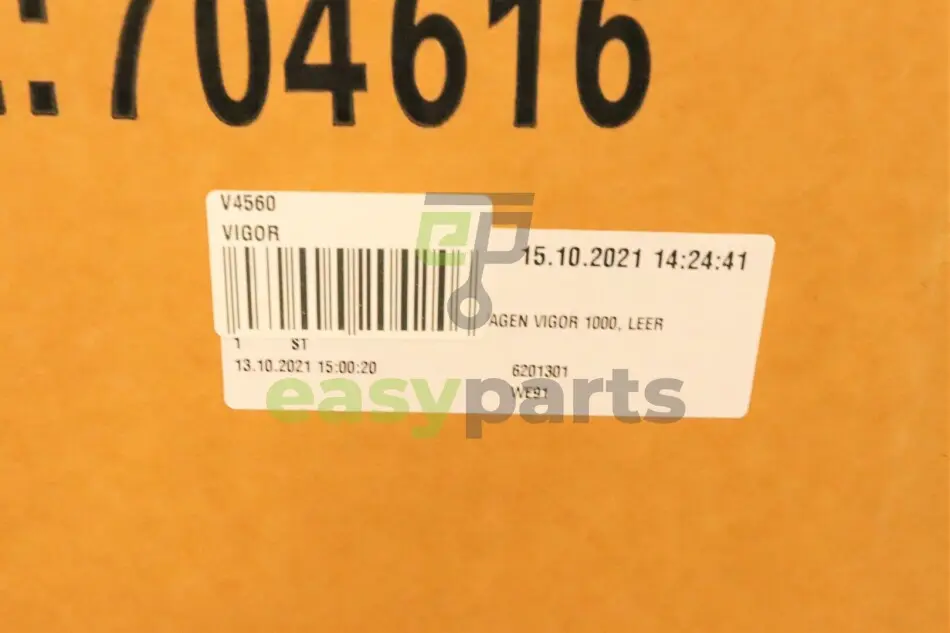 .:704616
V4560
VIGOR
15.10.2021 14:24:41
AGEN VIGOR 1000, LEER
1 ST
13.10.2021 15:00:20
6201301
WE91
easyparts